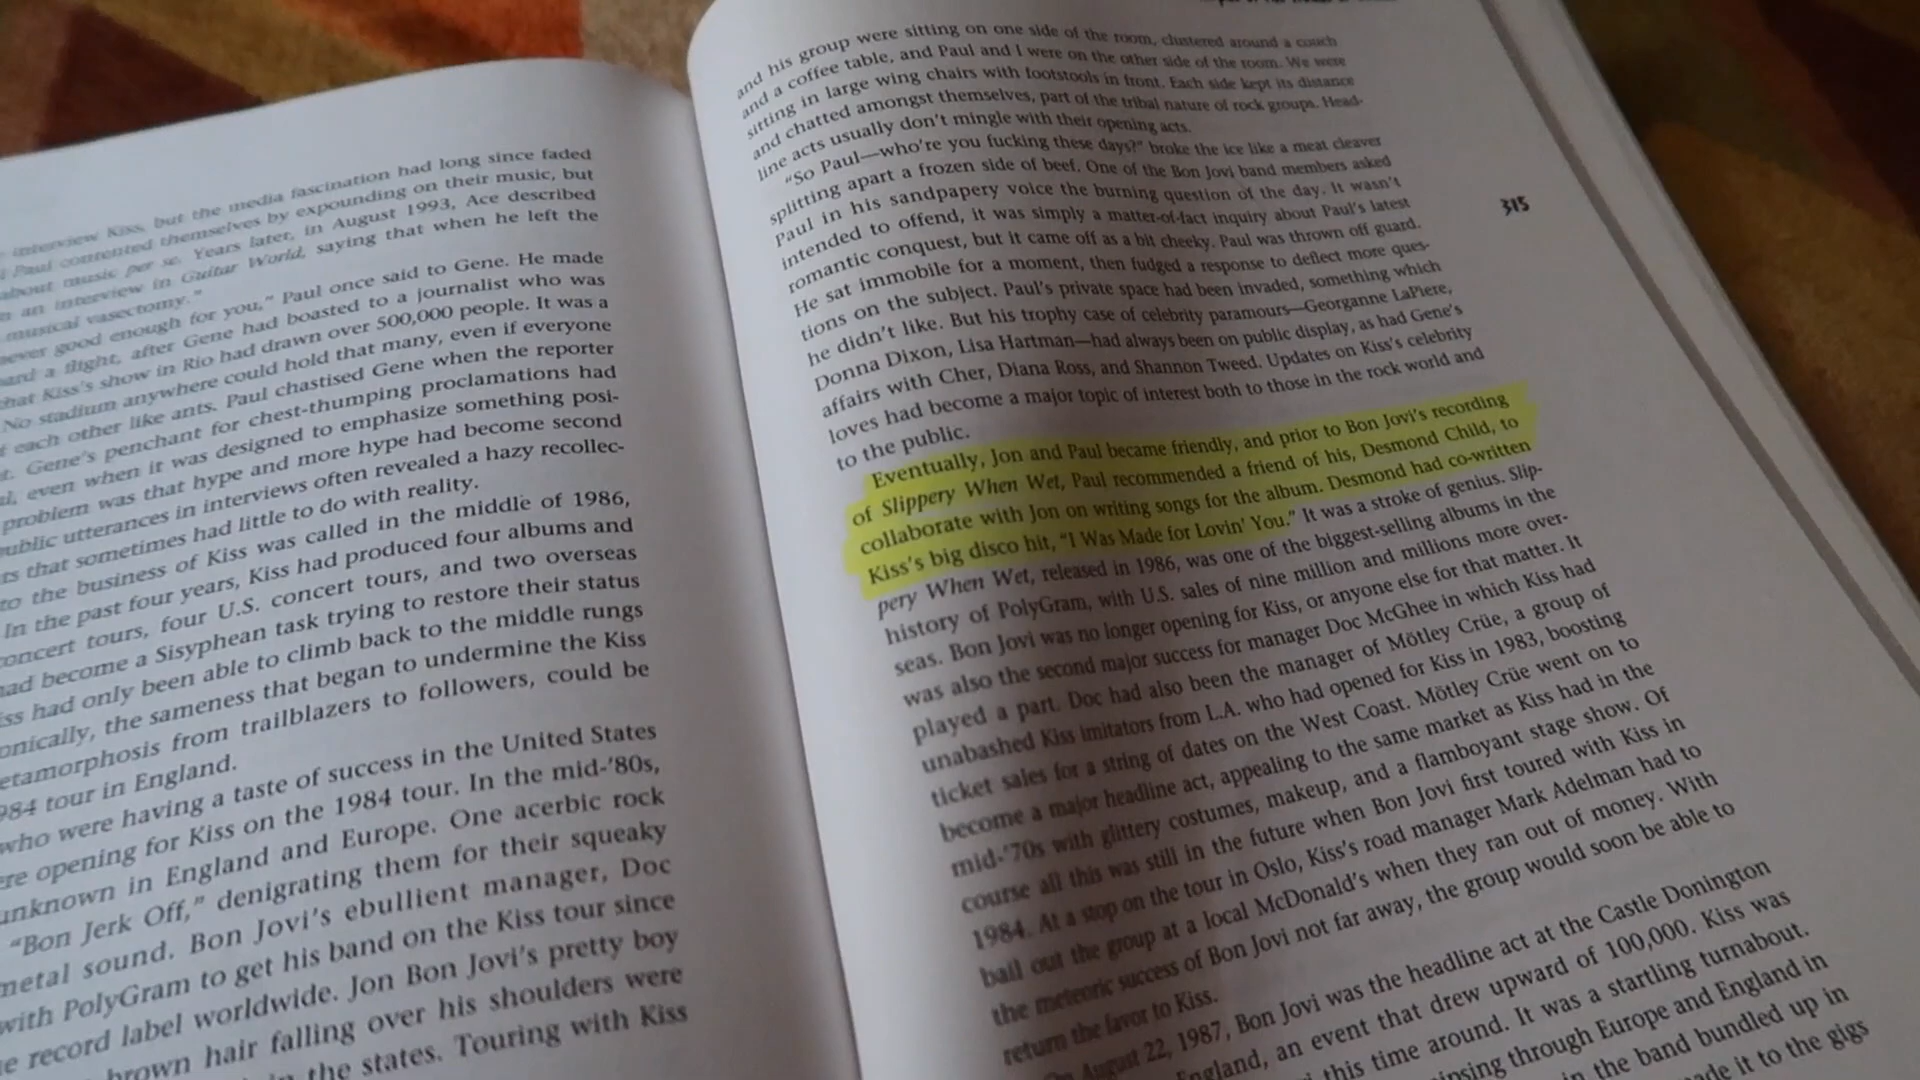 interview Kiss, but the media fascination had long since faded
Paul contented themselves by expounding on their music, but
about music per se. Years later, in August 1993, Ace described
an interview in Guitar World, saying that when he left the
musical vasectomy."
never good enough for you," Paul once said to Gene. He made
a flight, after Gene had boasted to a journalist who was
that Kiss's show in Rio had drawn over 500,000 people. It was a
No stadium anywhere could hold that many, even if everyone
each other like ants. Paul chastised Gene when the reporter
Gene's penchant for chest-thumping proclamations had
even when it was designed to emphasize something posi-
problem was that hype and more hype had become second
public utterances in interviews often revealed a hazy recollec-
that sometimes had little to do with reality.
to the business of Kiss was called in the middle of 1986,
In the past four years, Kiss had produced four albums and
concert tours, four U.S. concert tours, and two overseas
had become a Sisyphean task trying to restore their status
had only been able to climb back to the middle rungs
the sameness that began to undermine the Kiss
metamorphosis from trailblazers to followers, could be
984 tour in England.
who were having a taste of success in the United States
opening for Kiss on the 1984 tour. In the mid-'80s,
unknown in England and Europe. One acerbic rock
"Bon Jerk Off," denigrating them for their squeaky
metal sound. Bon Jovi's ebullient manager, Doc
with PolyGram to get his band on the Kiss tour since
record label worldwide. Jon Bon Jovi's pretty boy
brown hair falling over his shoulders were
in the states. Touring with Kiss
and his group were sitting on one side of the room, clustered around a couch
and a coffee table, and Paul and I were on the other side of the room. We were
sitting in large wing chairs with footstools in front. Each side kept its distance
and chatted amongst themselves, part of the tribal nature of rock groups. Head-
line acts usually don't mingle with their opening acts.
"So Paul—who're you fucking these days?" broke the ice like a meat cleaver
splitting apart a frozen side of beef. One of the Bon Jovi band members asked
Paul in his sandpapery voice the burning question of the day. It wasn't
intended to offend, it was simply a matter-of-fact inquiry about Paul's latest
romantic conquest, but it came off as a bit cheeky. Paul was thrown off guard.
He sat immobile for a moment, then fudged a response to deflect more ques-
tions on the subject. Paul's private space had been invaded, something which
he didn't like. But his trophy case of celebrity paramours—Georganne LaPiere,
Donna Dixon, Lisa Hartman—had always been on public display, as had Gene's
affairs with Cher, Diana Ross, and Shannon Tweed. Updates on Kiss's celebrity
loves had become a major topic of interest both to those in the rock world and
to the public.
315
Eventually, Jon and Paul became friendly, and prior to Bon Jovi's recording
of Slippery When Wet, Paul recommended a friend of his, Desmond Child, to
collaborate with Jon on writing songs for the album. Desmond had co-written
Kiss's big disco hit, "I Was Made for Lovin' You." It was a stroke of genius. Slip-
pery When Wet, released in 1986, was one of the biggest-selling albums in the
history of PolyGram, with U.S. sales of nine million and millions more over-
seas. Bon Jovi was no longer opening for Kiss, or anyone else for that matter. It
was also the second major success for manager Doc McGhee in which Kiss had
played a part. Doc had also been the manager of Mötley Crüe, a group of
unabashed Kiss imitators from L.A. who had opened for Kiss in 1983, boosting
ticket sales for a string of dates on the West Coast. Mötley Crüe went on to
become a major headline act, appealing to the same market as Kiss had in the
mid-'70s with glittery costumes, makeup, and a flamboyant stage show. Of
course all this was still in the future when Bon Jovi first toured with Kiss in
1984. At a stop on the tour in Oslo, Kiss's road manager Mark Adelman had to
bail out the group at a local McDonald's when they ran out of money. With
the meteoric success of Bon Jovi not far away, the group would soon be able to
return the favor to Kiss.
On August 22, 1987, Bon Jovi was the headline act at the Castle Donington
England, an event that drew upward of 100,000. Kiss was
this time around. It was a startling turnabout.
through Europe and England in
in the band bundled up in
made it to the gigs